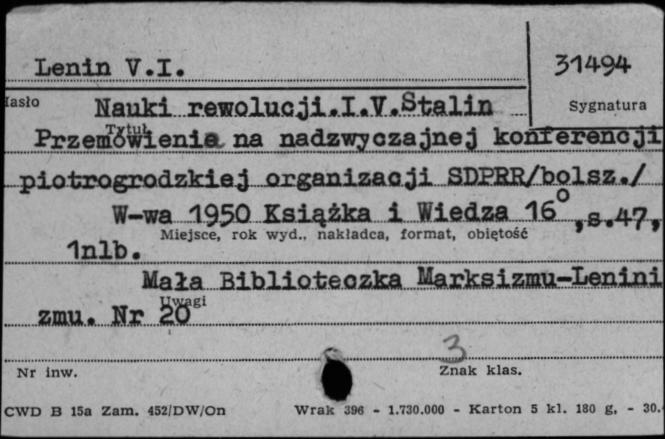 Lenin V.I.
31494
Hasło
Nauki rewolucji.I.V.Stalin
Sygnatura
Tytuł
Przemówienia na nadzwyczajnej konferencji
piotrogrodzkiej organizacji SDPRR/bolsz./
W-wa 1950 Książka i Wiedza 16°,s.47,
Miejsce, rok wyd., nakładca, format, objętość
1nlb.
Mała Biblioteczka Marksizmu-Lenini
Uwagi
zmu. Nr 20
3
Nr inw.
Znak klas.
CWD B 15a Zam. 452/DW/On
Wrak 396 - 1.730.000 - Karton 5 kl. 180 g, - 30.